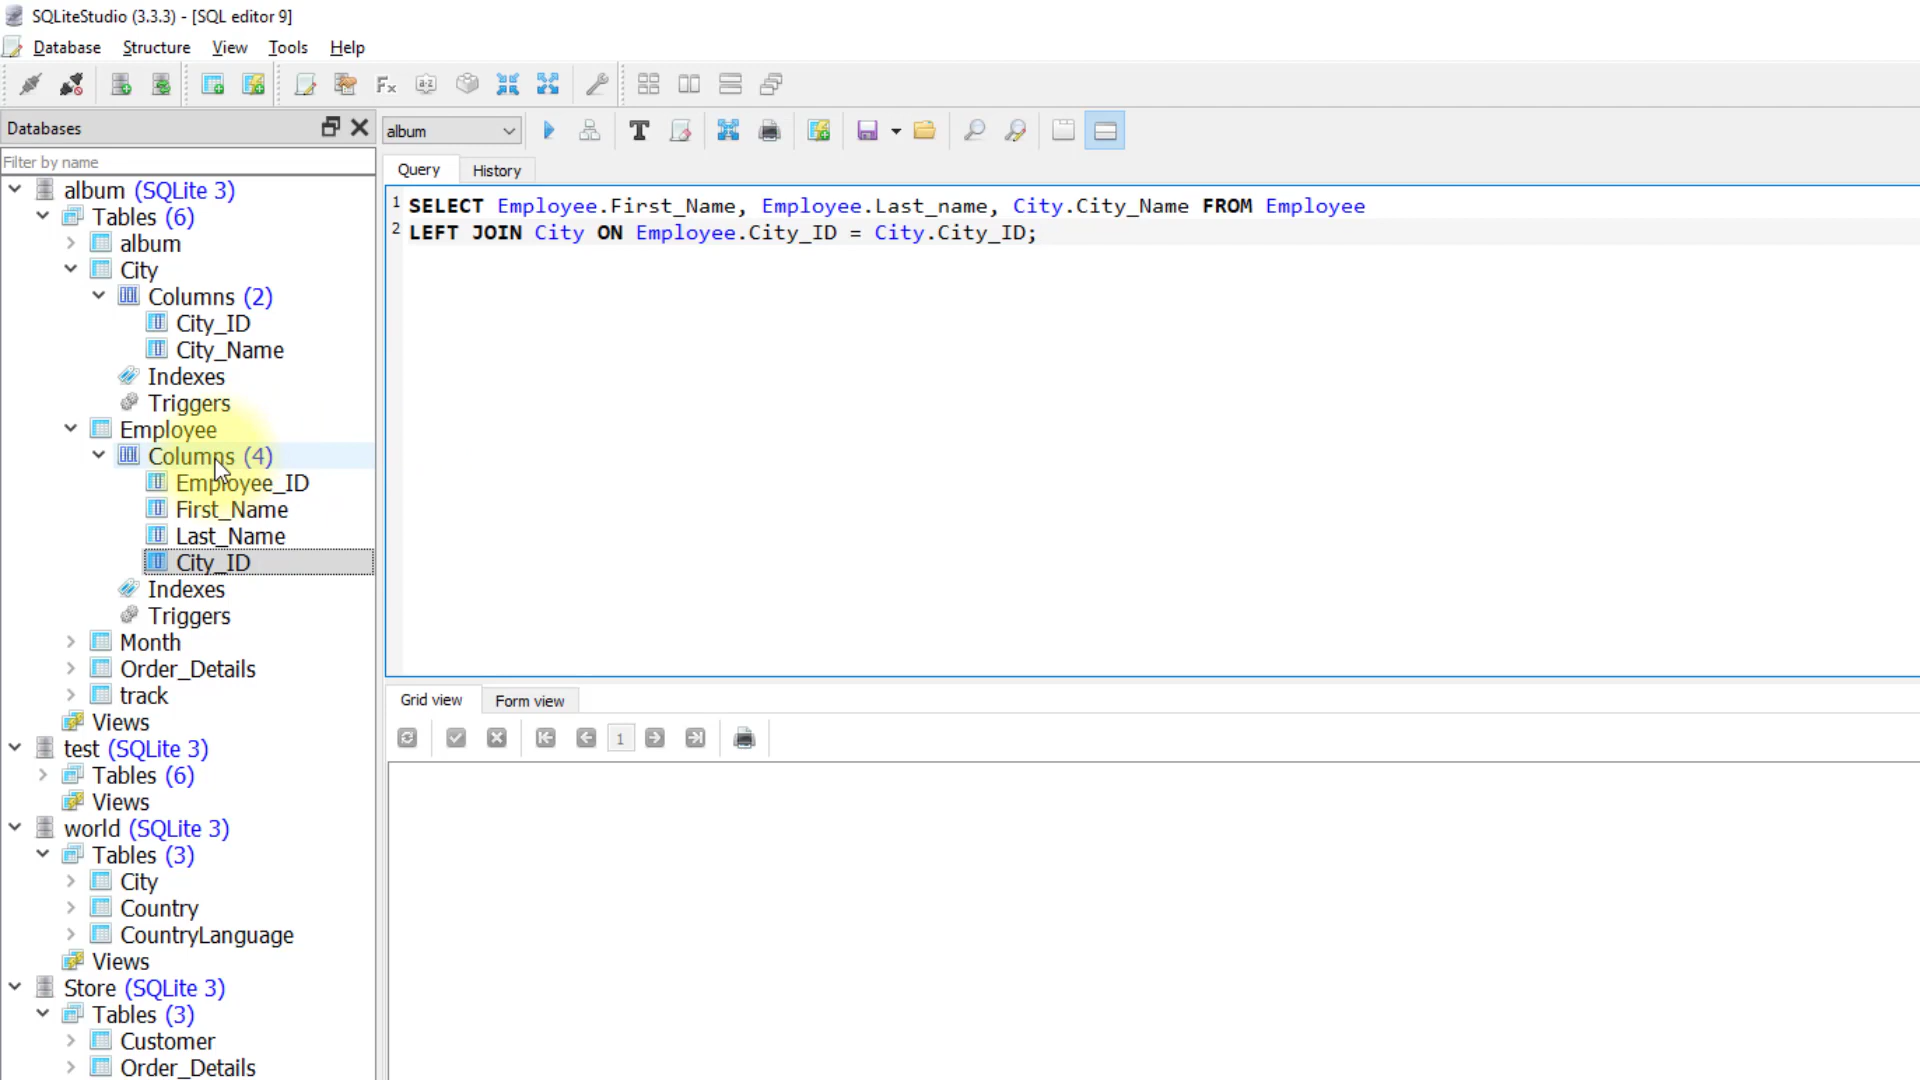 SQLiteStudio (3.3.3) - [SQL editor 9]
Database Structure View Tools Help
Databases
album
Filter by name
Query History
album (SQLite 3)
Tables (6)
album
City
Columns (2)
City_ID
City_Name
Indexes
Triggers
Employee
Columns (4)
Employee_ID
First_Name
Last_Name
City_ID
Indexes
Triggers
Month
Order_Details
track
Views
test (SQLite 3)
Tables (6)
Views
world (SQLite 3)
Tables (3)
City
Country
CountryLanguage
Views
Store (SQLite 3)
Tables (3)
Customer
Order_Details
1 SELECT Employee.First_Name, Employee.Last_name, City.City_Name FROM Employee
2 LEFT JOIN City ON Employee.City_ID = City.City_ID;
Grid view Form view
1